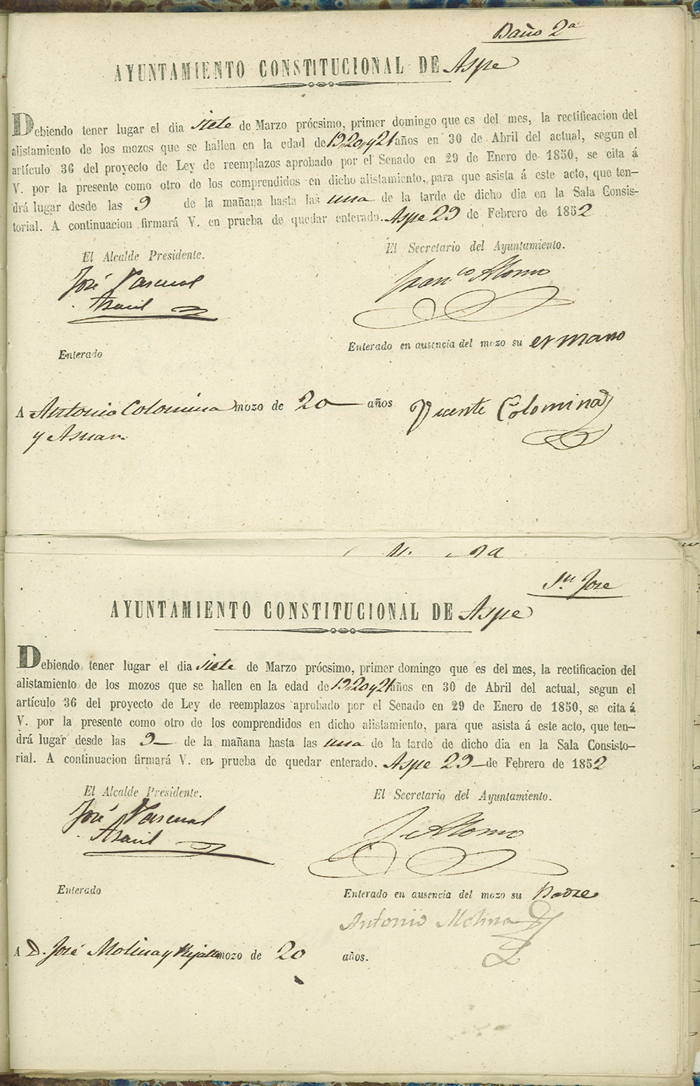 Baño 2ª
AYUNTAMIENTO CONSTITUCIONAL DE Aspe
Debiendo tener lugar el dia siete de Marzo prócsimo, primer domingo que es del mes, la rectificacion del
alistamiento de los mozos que se hallen en la edad de 19 20 y 21 años en 30 de Abril del actual, segun el
artículo 36 del proyecto de Ley de reemplazos aprobado por el Senado en 29 de Enero de 1850, se cita á
V. por la presente como otro de los comprendidos en dicho alistamiento, para que asista á este acto, que ten-
drá lugar desde las 9 de la mañana hasta las una de la tarde de dicho dia en la Sala Consis-
torial. A continuacion firmará V. en prueba de quedar enterado. Aspe 29 de Febrero de 1852
El Alcalde Presidente.
El Secretario del Ayuntamiento.
José Pascual
Franco Alomo
Enterado
Enterado en ausencia del mozo su ermano
A Antonio Colomina mozo de 20 años
Vicente Colomina
y Asnar.
Sn Jose
AYUNTAMIENTO CONSTITUCIONAL DE Aspe
Debiendo tener lugar el dia siete de Marzo prócsimo, primer domingo que es del mes, la rectificacion del
alistamiento de los mozos que se hallen en la edad de 19 20 y 21 años en 30 de Abril del actual, segun el
artículo 36 del proyecto de Ley de reemplazos aprobado por el Senado en 29 de Enero de 1850, se cita á
V. por la presente como otro de los comprendidos en dicho alistamiento, para que asista á este acto, que ten-
drá lugar desde las 9 de la mañana hasta las una de la tarde de dicho dia en la Sala Consisto-
rial. A continuacion firmará V. en prueba de quedar enterado. Aspe 29 de Febrero de 1852
El Alcalde Presidente.
El Secretario del Ayuntamiento.
José Pascual
Alomo
Enterado
Enterado en ausencia del mozo su Padre
Antonio Molina
A D. José Molina y mozo de 20 años.